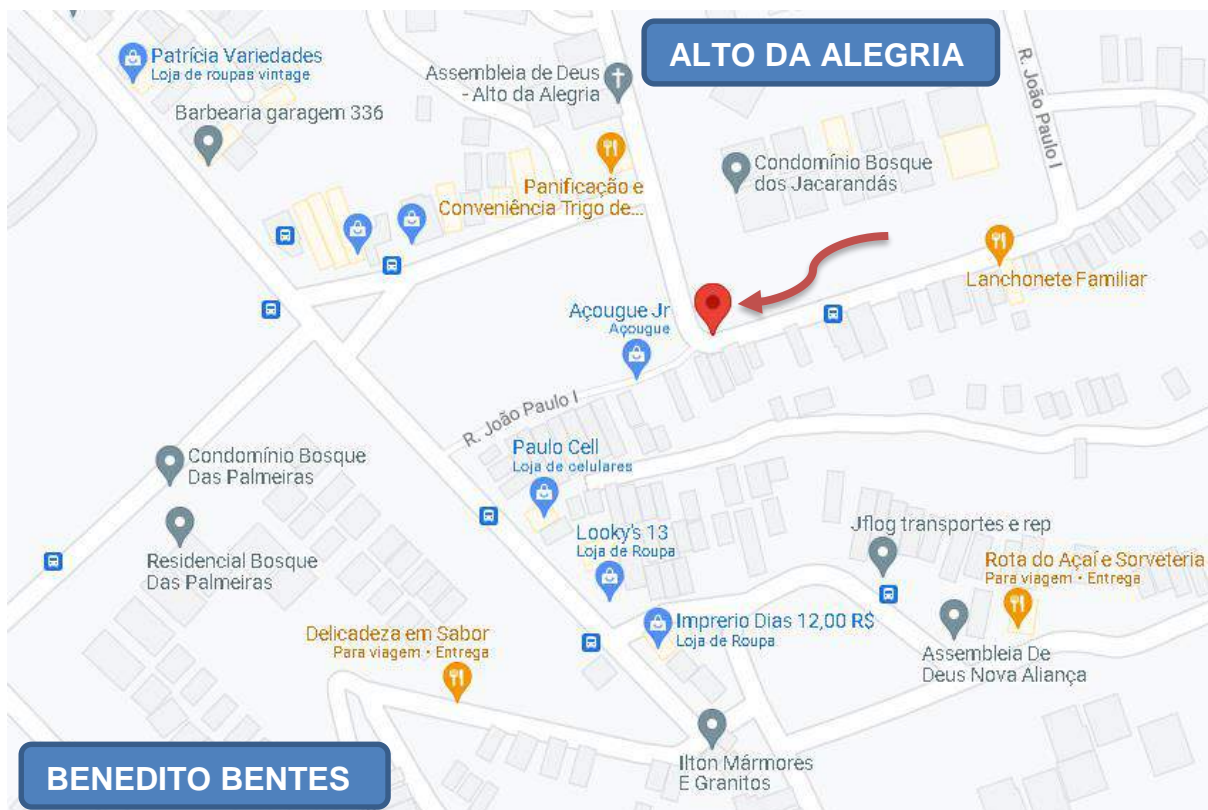 ALTO DA ALEGRIA
Patrícia Variedades
Loja de roupas vintage
Assembleia de Deus
- Alto da Alegria
R. João Paulo I
Barbearia garagem 336
Condomínio Bosque
dos Jacarandás
Panificação e
Conveniência Trigo de...
Lanchonete Familiar
Açougue Jr
Açougue
R. João Paulo I
Condomínio Bosque
Das Palmeiras
Paulo Cell
Loja de celulares
Looky's 13
Loja de Roupa
Jflog transportes e rep
Residencial Bosque
Das Palmeiras
Rota do Açaí e Sorveteria
Para viagem • Entrega
Imprerio Dias 12,00 R$
Loja de Roupa
Delicadeza em Sabor
Para viagem • Entrega
Assembleia De
Deus Nova Aliança
Ilton Mármores
E Granitos
BENEDITO BENTES